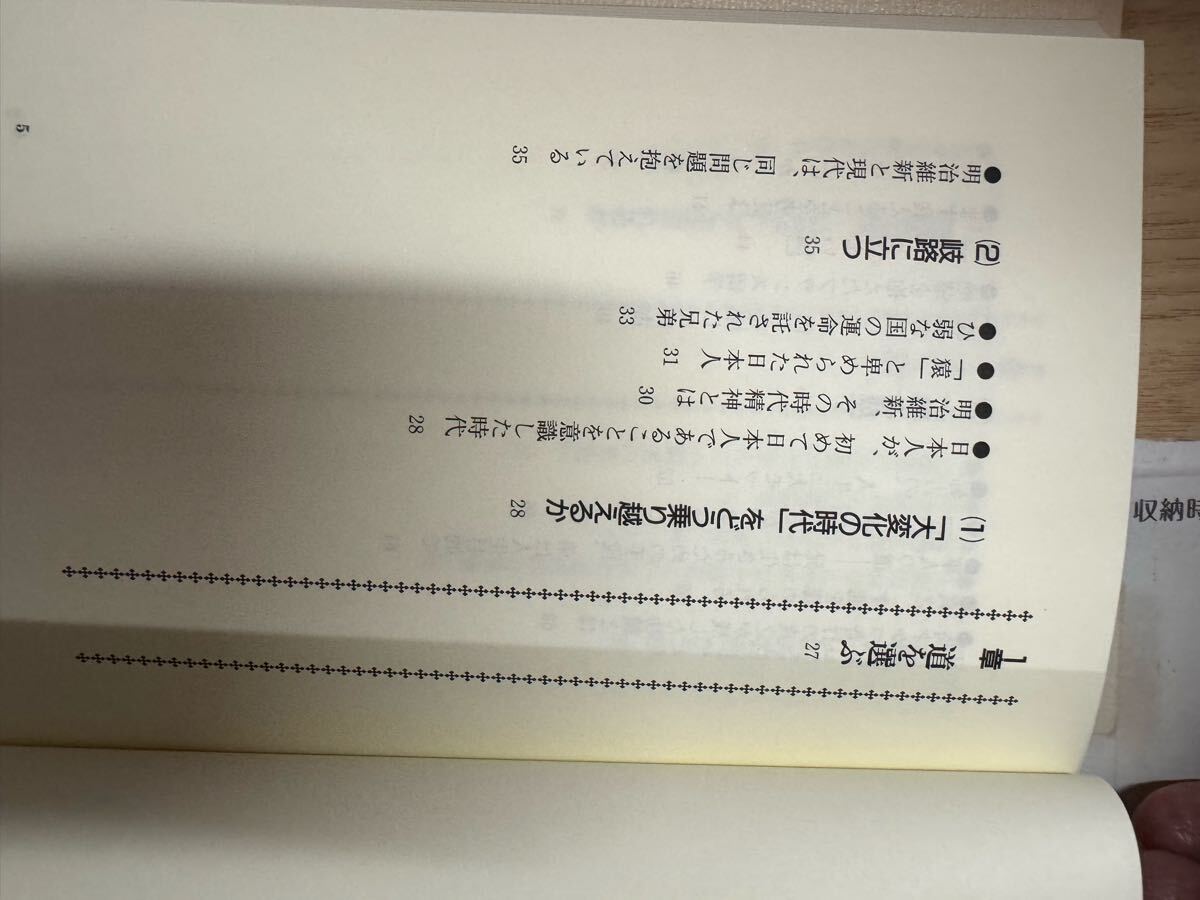 1章 道を選ぶ 27
(1) 「大変化の時代」をどう乗り越えるか 28
●日本人が、初めて日本人であることを意識した時代 28
●明治維新、その時代精神とは 30
●「猿」と卑められた日本人 31
●ひ弱な国の運命を託された兄弟 33
(2) 岐路に立つ 35
●明治維新と現代は、同じ問題を抱えている 35
5
収納時